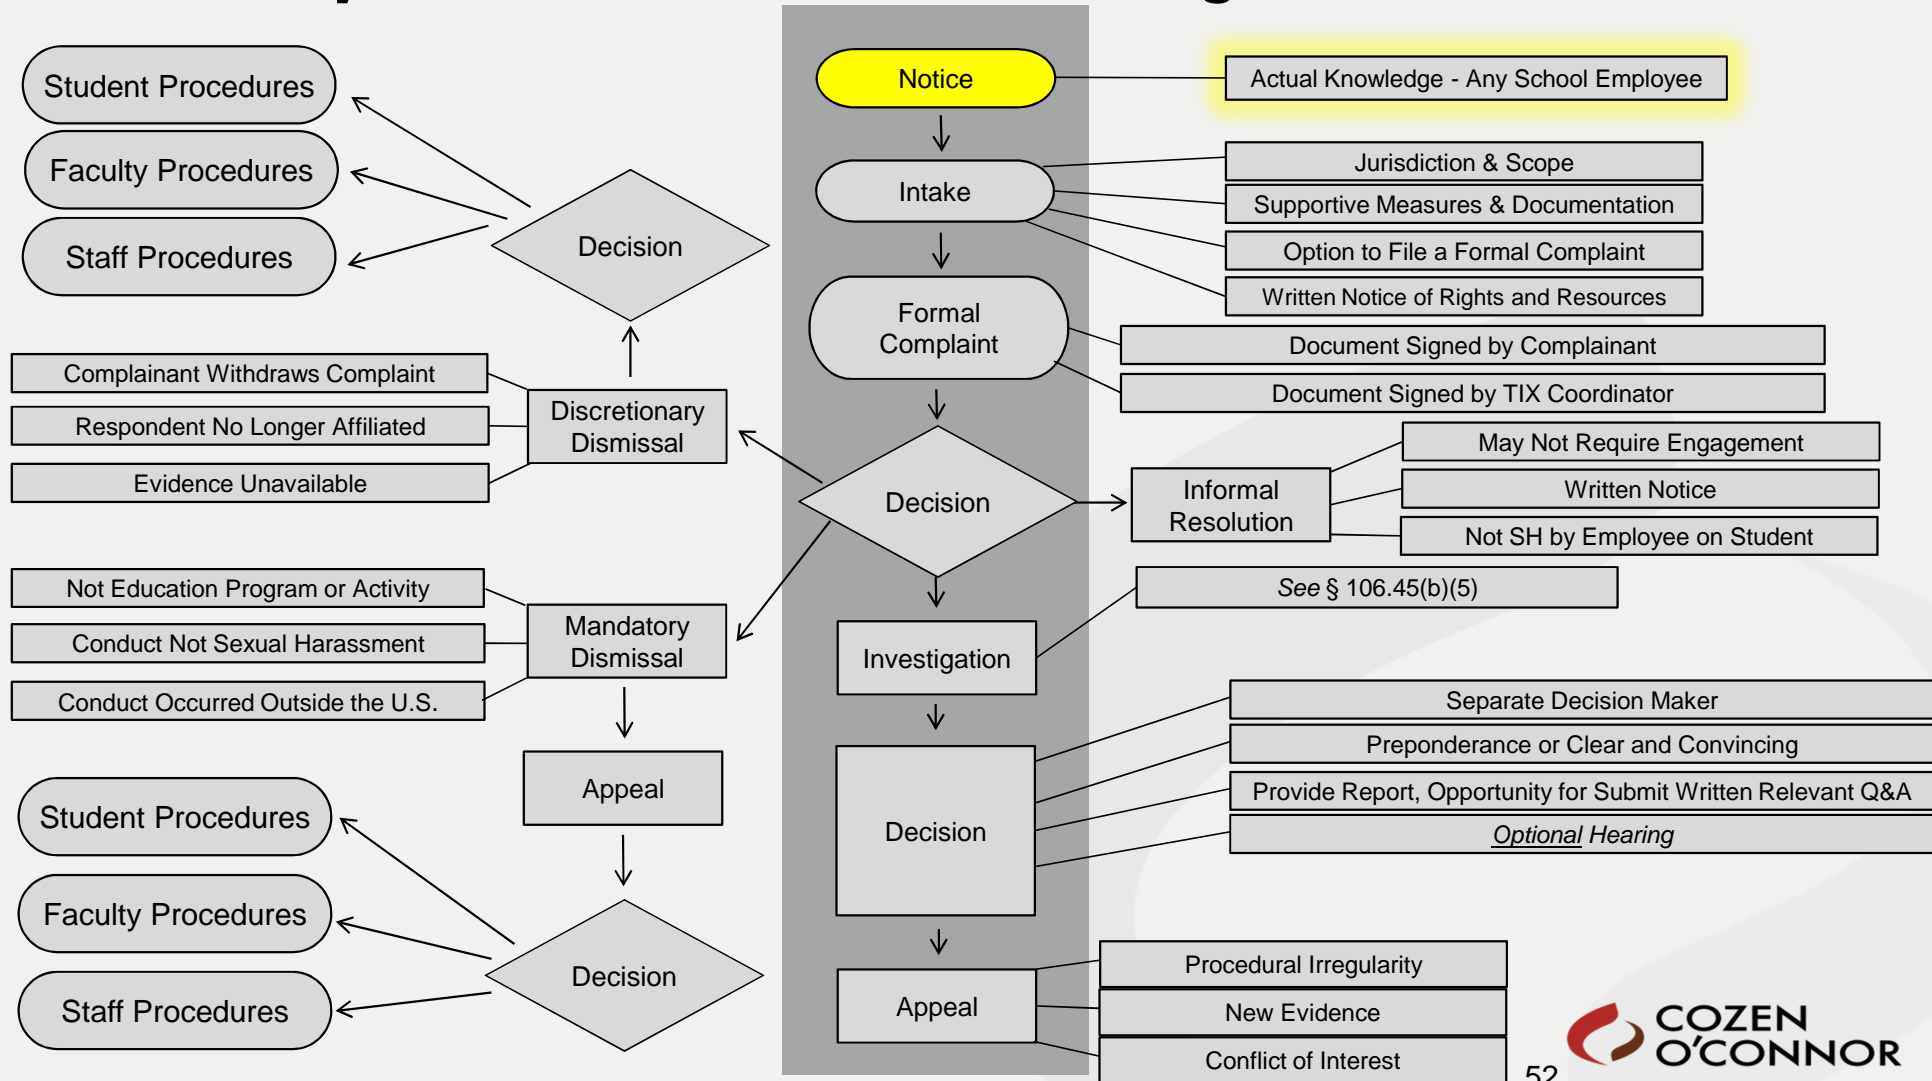 Student Procedures
Faculty Procedures
Staff Procedures
Decision
Complainant Withdraws Complaint
Respondent No Longer Affiliated
Evidence Unavailable
Discretionary
Dismissal
Not Education Program or Activity
Conduct Not Sexual Harassment
Conduct Occurred Outside the U.S.
Mandatory
Dismissal
Appeal
Student Procedures
Faculty Procedures
Staff Procedures
Decision
Notice
Actual Knowledge - Any School Employee
Intake
Jurisdiction & Scope
Supportive Measures & Documentation
Option to File a Formal Complaint
Written Notice of Rights and Resources
Formal
Complaint
Document Signed by Complainant
Document Signed by TIX Coordinator
Decision
Informal
Resolution
May Not Require Engagement
Written Notice
Not SH by Employee on Student
Investigation
See § 106.45(b)(5)
Decision
Separate Decision Maker
Preponderance or Clear and Convincing
Provide Report, Opportunity for Submit Written Relevant Q&A
Optional Hearing
Appeal
Procedural Irregularity
New Evidence
Conflict of Interest
52
COZEN
O'CONNOR